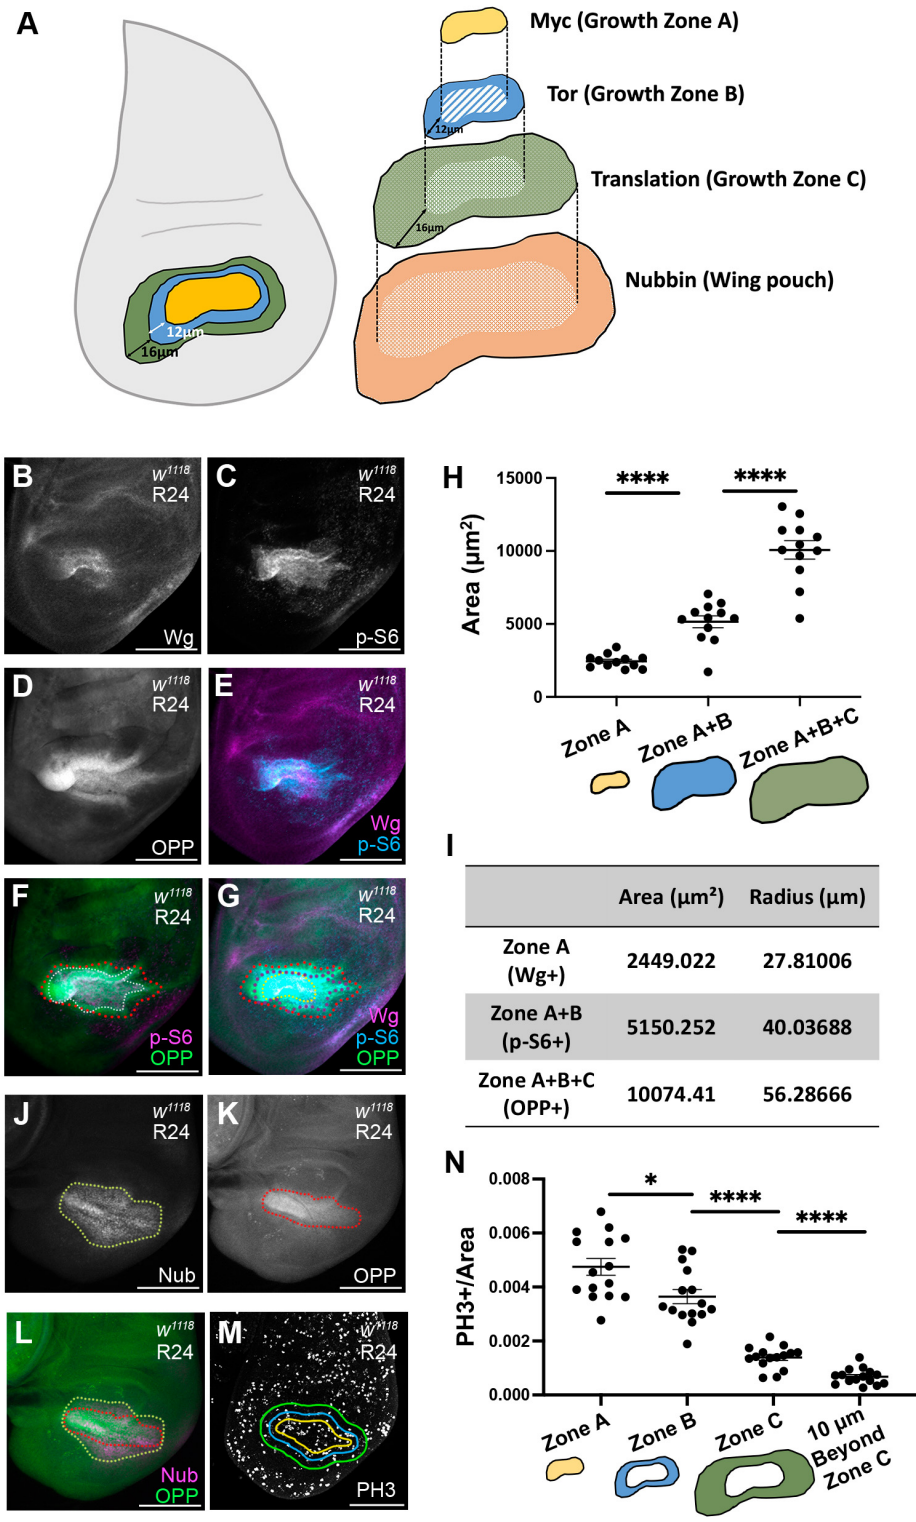 A
Myc (Growth Zone A)
Tor (Growth Zone B)
12µm
Translation (Growth Zone C)
16µm
Nubbin (Wing pouch)
12µm
16µm
B
w1118
R24
Wg
C
w1118
R24
p-S6
D
w1118
R24
OPP
E
w1118
R24
Wg
p-S6
F
w1118
R24
p-S6
OPP
G
w1118
R24
Wg
p-S6
OPP
H
Area (µm²)
15000
10000
5000
0
****
****
Zone A
Zone A+B
Zone A+B+C
I
Area (µm²) Radius (µm)
Zone A
(Wg+)
2449.022 27.81006
Zone A+B
(p-S6+)
5150.252 40.03688
Zone A+B+C
(OPP+)
10074.41 56.28666
J
w1118
R24
Nub
K
w1118
R24
OPP
L
w1118
R24
Nub
OPP
M
w1118
R24
PH3
N
PH3+/Area
0.008
0.006
0.004
0.002
0.000
*
****
****
Zone A
Zone B
Zone C
10 µm
Beyond
Zone C